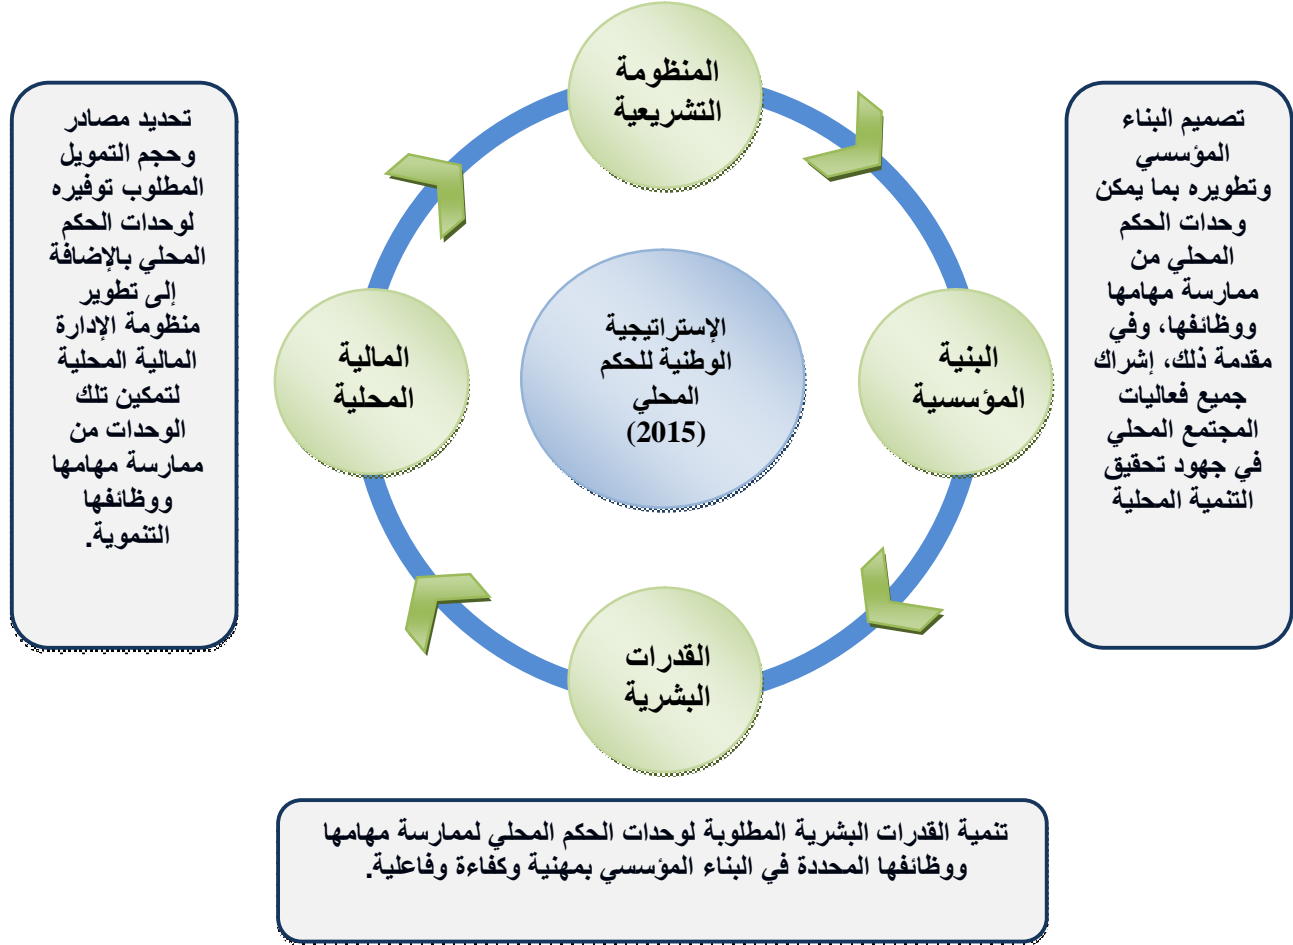 المنظومة
التشريعية
تصميم البناء
المؤسسي
وتطويره بما يمكن
وحدات الحكم
المحلي من
ممارسة مهامها
ووظائفها، وفي
مقدمة ذلك، إشراك
جميع فعاليات
المجتمع المحلي
في جهود تحقيق
التنمية المحلية
البنية
المؤسسية
الإستراتيجية
الوطنية للحكم
المحلي
(2015)
المالية
المحلية
تحديد مصادر
وحجم التمويل
المطلوب توفيره
لوحدات الحكم
المحلي بالإضافة
إلى تطوير
منظومة الإدارة
المالية المحلية
لتمكين تلك
الوحدات من
ممارسة مهامها
ووظائفها
التنموية.
القدرات
البشرية
تنمية القدرات البشرية المطلوبة لوحدات الحكم المحلي لممارسة مهامها
ووظائفها المحددة في البناء المؤسسي بمهنية وكفاءة وفاعلية.